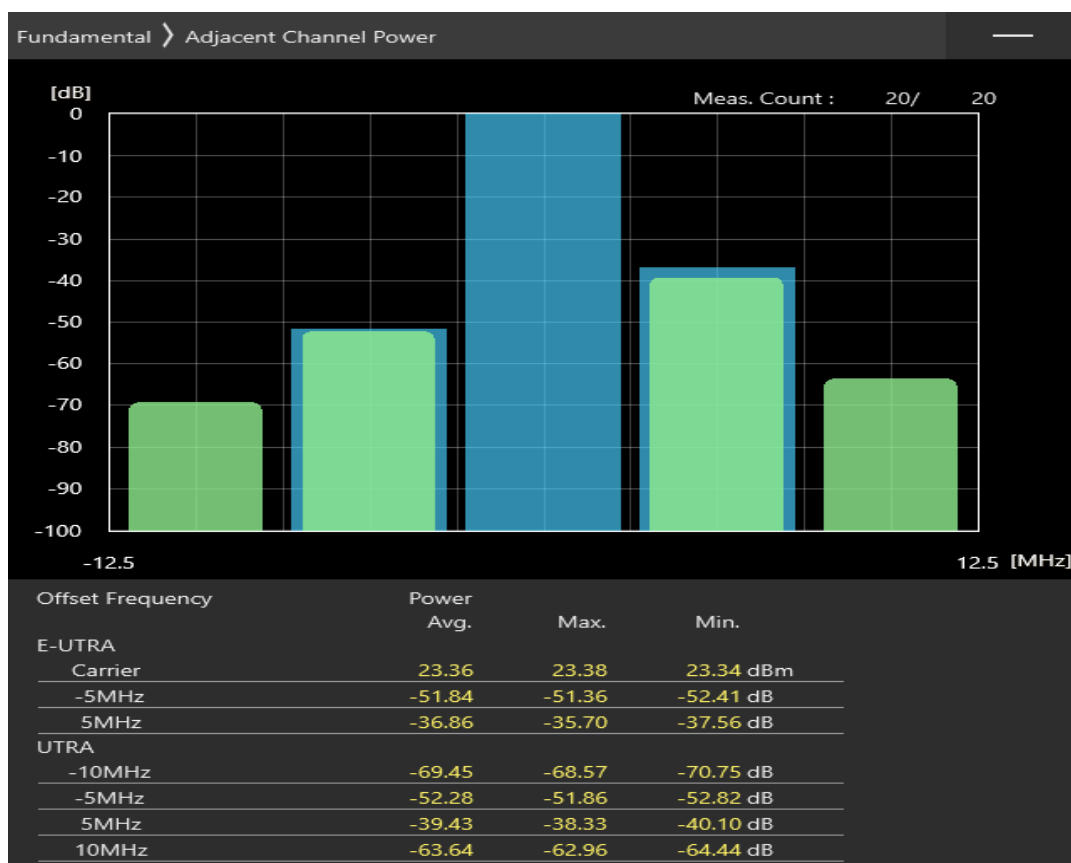 Fundamental ❯ Adjacent Channel Power
[dB]
Meas. Count : 20/ 20
0
-10
-20
-30
-40
-50
-60
-70
-80
-90
-100
-12.5 12.5 [MHz]
Offset Frequency Power
Avg. Max. Min.
E-UTRA
Carrier 23.36 23.38 23.34 dBm
-5MHz -51.84 -51.36 -52.41 dB
5MHz -36.86 -35.70 -37.56 dB
UTRA
-10MHz -69.45 -68.57 -70.75 dB
-5MHz -52.28 -51.86 -52.82 dB
5MHz -39.43 -38.33 -40.10 dB
10MHz -63.64 -62.96 -64.44 dB